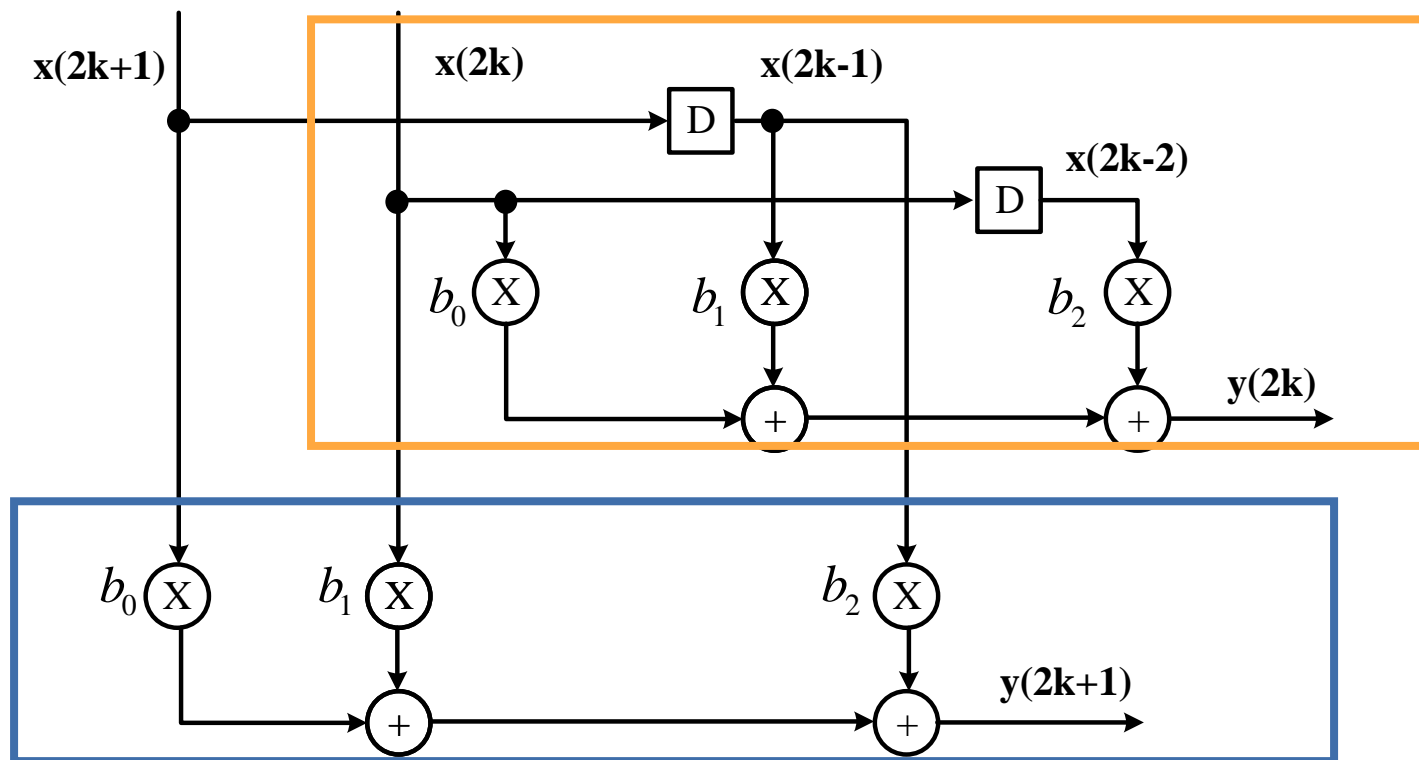 x(2k+1)
x(2k)
x(2k-1)
D
x(2k-2)
D
b₀ X
b₁ X
b₂ X
y(2k)
+
+
b₀ X
b₁ X
b₂ X
y(2k+1)
+
+